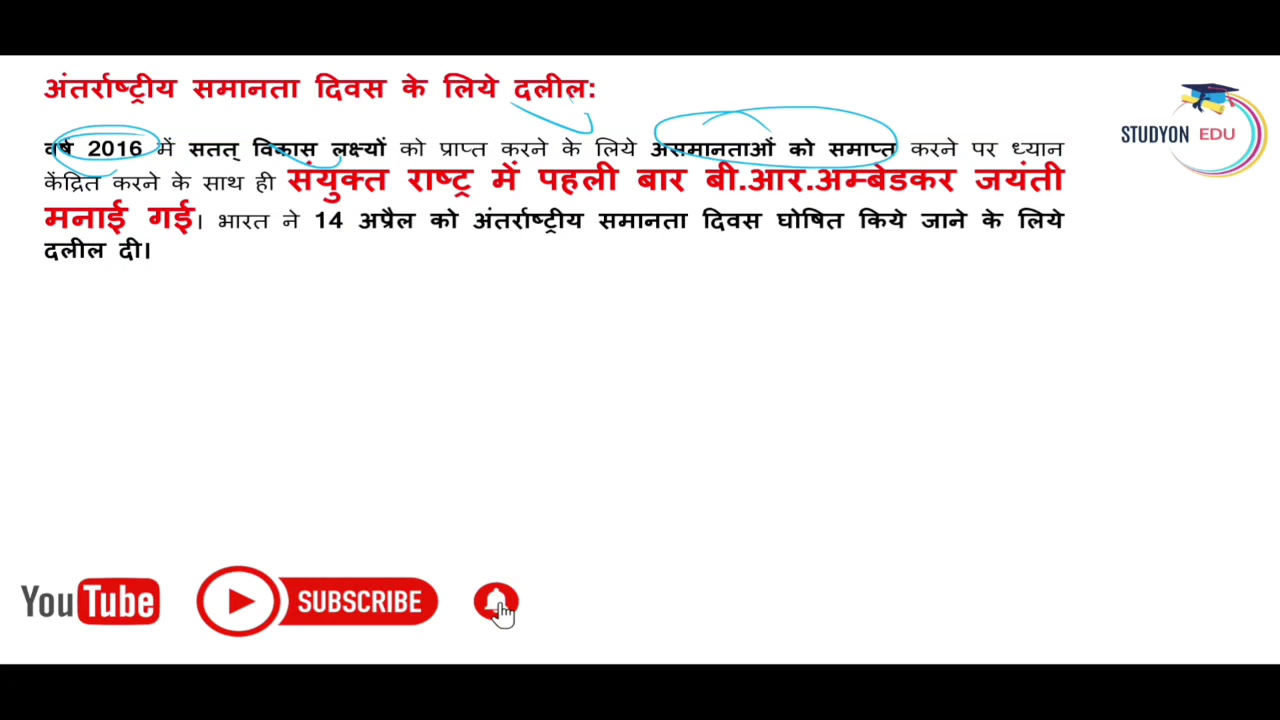 अंतर्राष्ट्रीय समानता दिवस के लिये दलील:
वर्ष 2016 में सतत् विकास लक्ष्यों को प्राप्त करने के लिये असमानताओं को समाप्त करने पर ध्यान
केंद्रित करने के साथ ही संयुक्त राष्ट्र में पहली बार बी.आर.अम्बेडकर जयंती
मनाई गई। भारत ने 14 अप्रैल को अंतर्राष्ट्रीय समानता दिवस घोषित किये जाने के लिये
दलील दी।
STUDYON EDU
YouTube SUBSCRIBE